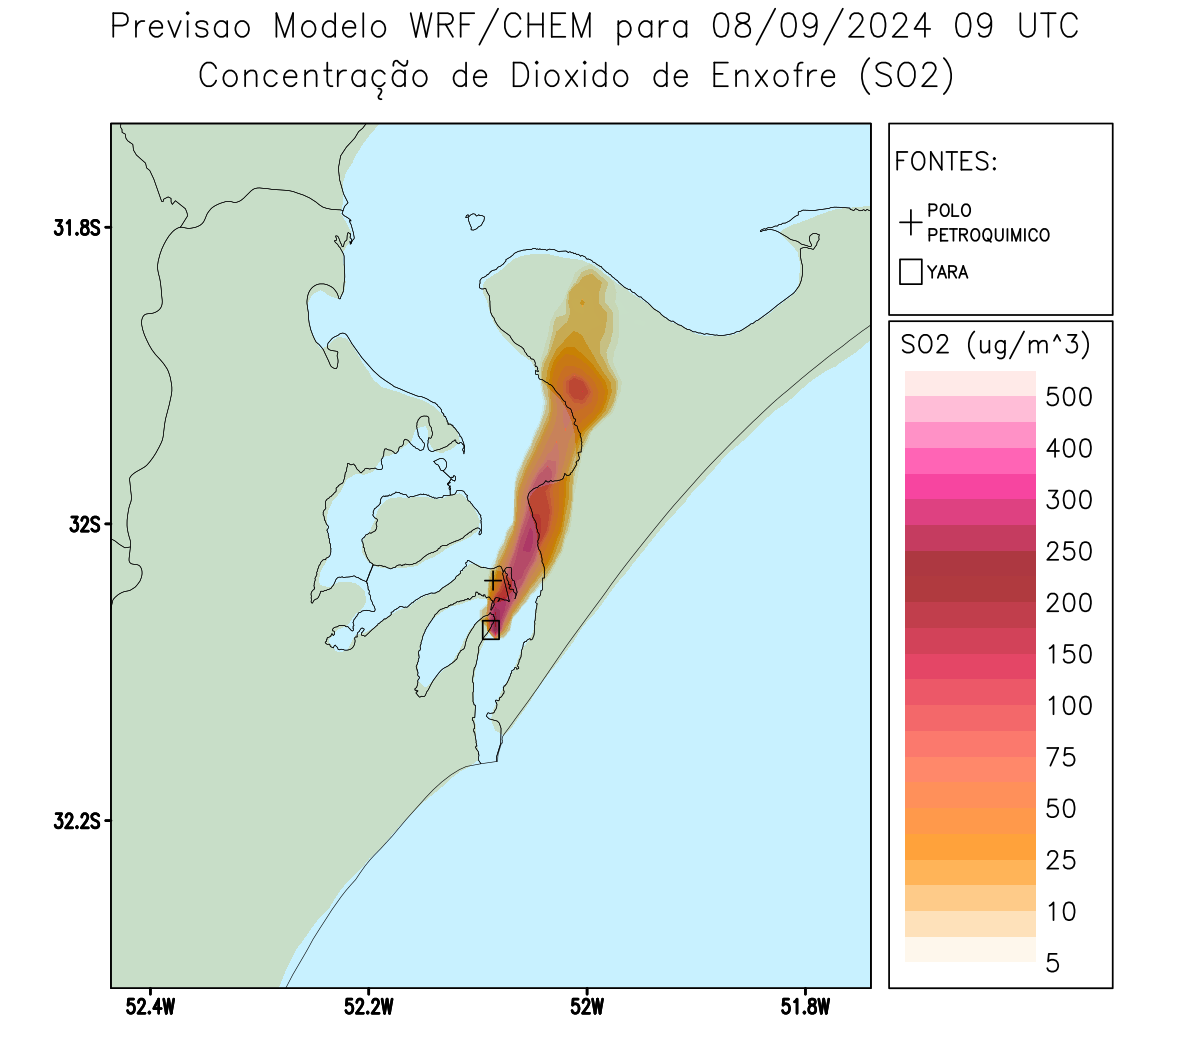 Previsao Modelo WRF/CHEM para 08/09/2024 09 UTC
Concentração de Dioxido de Enxofre (SO2)
FONTES:
POLO
PETROQUIMICO
YARA
SO2 (ug/m^3)
500
400
300
250
200
150
100
75
50
25
10
5
31.8S
32S
32.2S
52.4W
52.2W
52W
51.8W